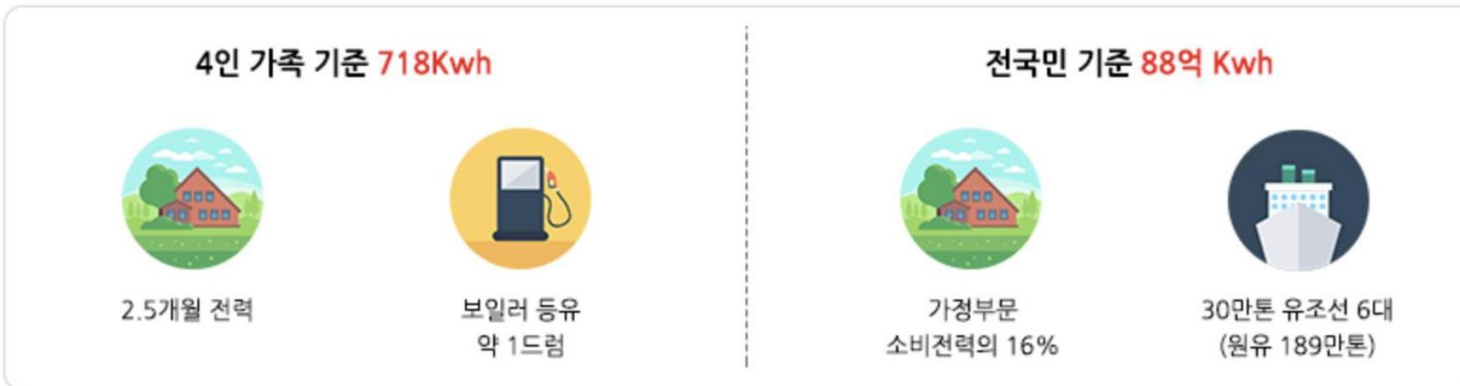 4인 가족 기준 718Kwh
2.5개월 전력
보일러 등유
약 1드럼
전국민 기준 88억 Kwh
가정부문
소비전력의 16%
30만톤 유조선 6대
(원유 189만톤)